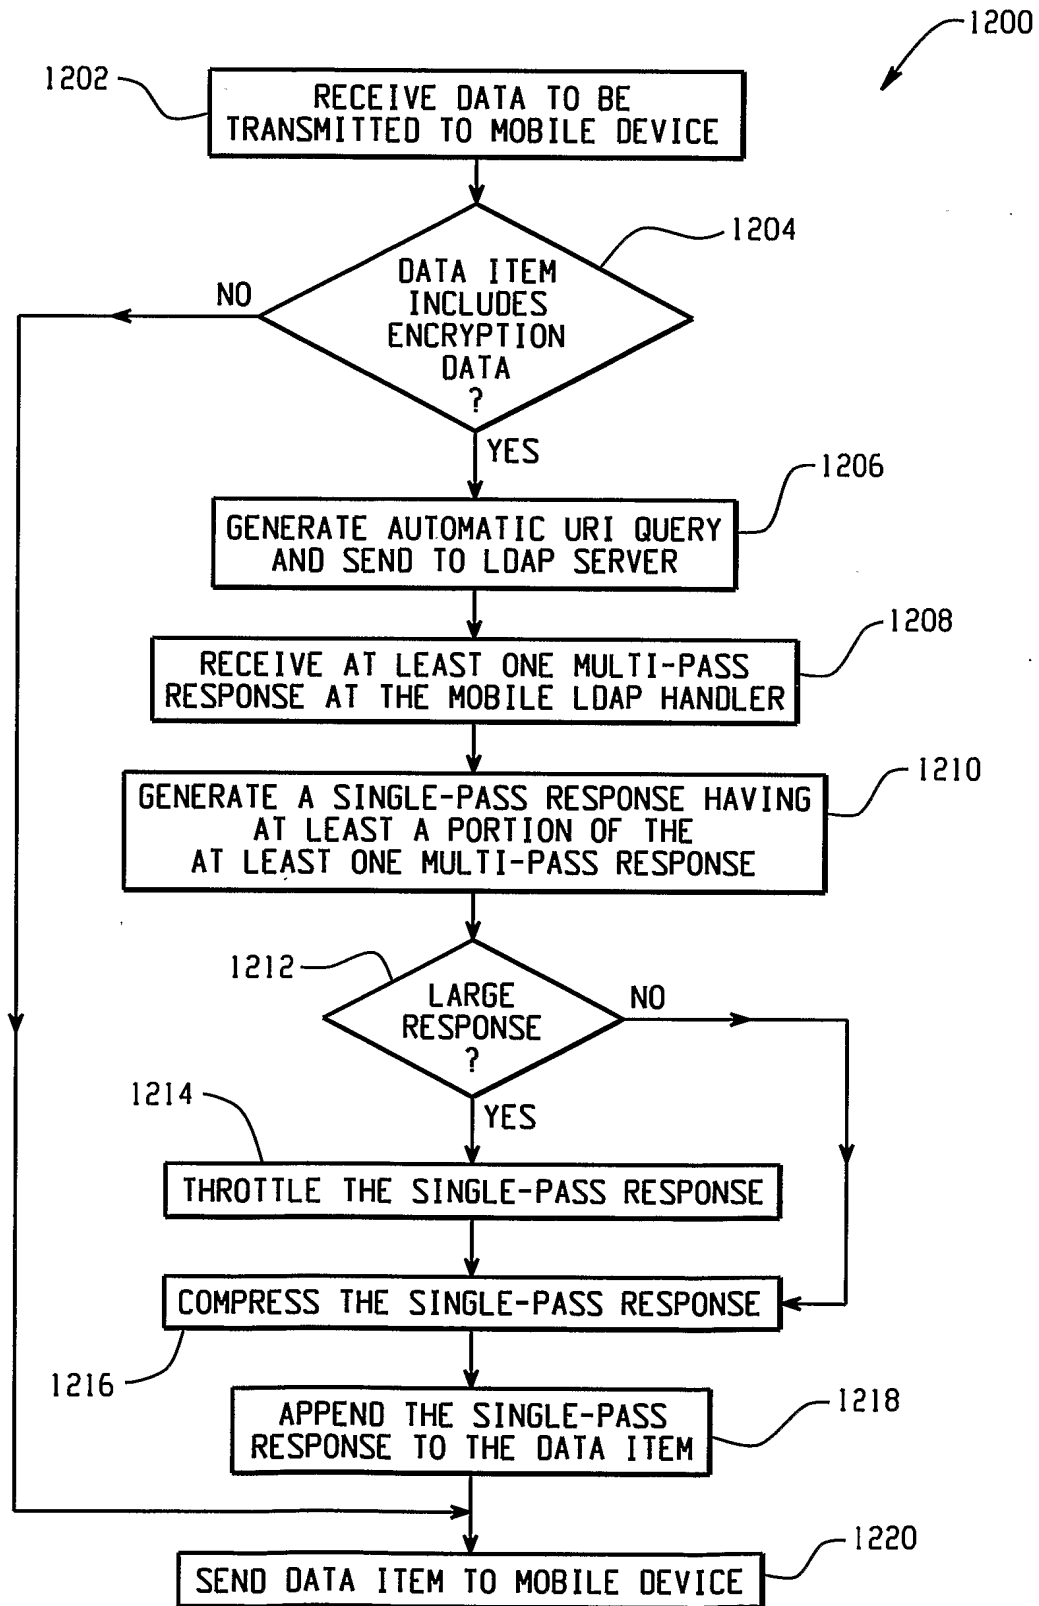 1200
1202
RECEIVE DATA TO BE
TRANSMITTED TO MOBILE DEVICE
1204
DATA ITEM
INCLUDES
ENCRYPTION
DATA
?
NO
YES
1206
GENERATE AUTOMATIC URI QUERY
AND SEND TO LDAP SERVER
1208
RECEIVE AT LEAST ONE MULTI-PASS
RESPONSE AT THE MOBILE LDAP HANDLER
1210
GENERATE A SINGLE-PASS RESPONSE HAVING
AT LEAST A PORTION OF THE
AT LEAST ONE MULTI-PASS RESPONSE
1212
LARGE
RESPONSE
?
NO
YES
1214
THROTTLE THE SINGLE-PASS RESPONSE
COMPRESS THE SINGLE-PASS RESPONSE
1216
APPEND THE SINGLE-PASS
RESPONSE TO THE DATA ITEM
1218
1220
SEND DATA ITEM TO MOBILE DEVICE